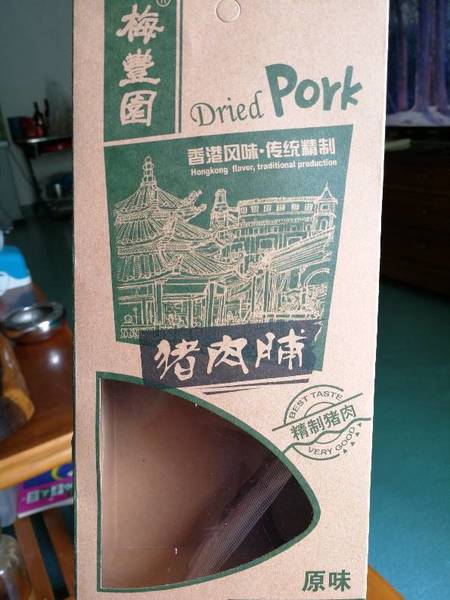 梅豐園
®
Dried Pork
香港风味·传统精制
Hongkong flavor, traditional production
猪肉脯
BEST TASTE
精制猪肉
VERY GOOD
原味